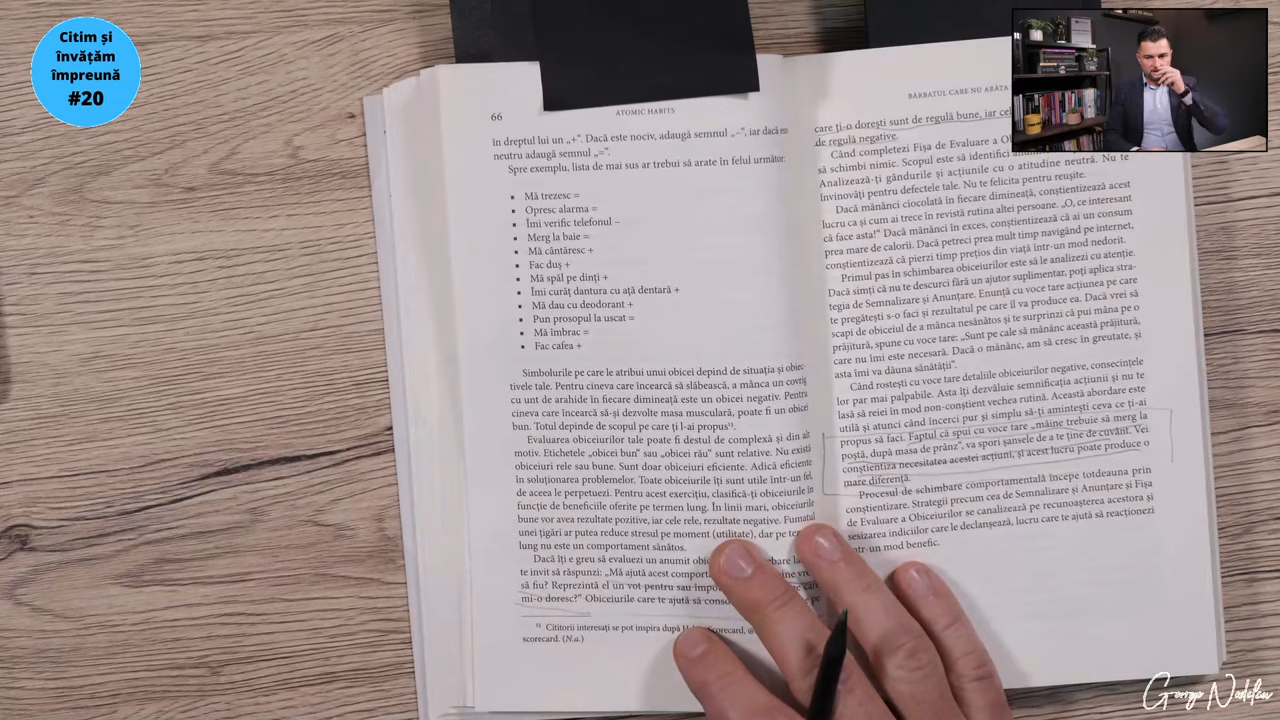 Citim și
învățăm
împreună
#20
66
ATOMIC HABITS
în dreptul lui un „+”. Dacă este nociv, adaugă semnul „–”, iar dacă este
neutru adaugă semnul „=”.
Spre exemplu, lista de mai sus ar trebui să arate în felul următor:
▪ Mă trezesc =
▪ Opresc alarma =
▪ Îmi verific telefonul –
▪ Merg la baie =
▪ Mă cântăresc +
▪ Fac duș +
▪ Mă spăl pe dinți +
▪ Îmi curăț dantura cu ață dentară +
▪ Mă dau cu deodorant +
▪ Pun prosopul la uscat =
▪ Mă îmbrac =
▪ Fac cafea +
Simbolurile pe care le atribui unui obicei depind de situația și obiec-
tivele tale. Pentru cineva care încearcă să slăbească, a mânca un covrig
cu unt de arahide în fiecare dimineață este un obicei negativ. Pentru
cineva care încearcă să-și dezvolte masa musculară, poate fi un obicei
bun. Totul depinde de scopul pe care ți l-ai propus¹³.
Evaluarea obiceiurilor tale poate fi destul de complexă și din alt
motiv. Etichetele „obicei bun” sau „obicei rău” sunt relative. Nu există
obiceiuri rele sau bune. Sunt doar obiceiuri eficiente. Adică eficiente
în soluționarea problemelor. Toate obiceiurile îți sunt utile într-un fel,
de aceea le perpetuezi. Pentru acest exercițiu, clasifică-ți obiceiurile în
funcție de beneficiile oferite pe termen lung. În linii mari, obiceiurile
bune vor avea rezultate pozitive, iar cele rele, rezultate negative. Fumatul
unei țigări ar putea reduce stresul pe moment (utilitate), dar pe termen
lung nu este un comportament sănătos.
Dacă îți e greu să evaluezi un anumit
te invit să răspunzi: „Mă ajută acest
să fiu? Reprezintă el un vot pentru sau
mi-o doresc?” Obiceiurile care te ajută să
¹³ Cititorii interesați se pot inspira după Scorecard, @
scorecard. (N.a.)
BĂRBATUL CARE NU ARĂTA
care ți-o dorești sunt de regulă bune, iar
de regulă negative.
Când completezi Fișa de Evaluare a
să schimbi nimic. Scopul este să identifici
Analizează-ți gândurile și acțiunile cu o atitudine neutră. Nu te
învinovăți pentru defectele tale. Nu te felicita pentru reușite.
Dacă mănânci ciocolată în fiecare dimineață, conștientizează acest
lucru ca și cum ai trece în revistă rutina altei persoane. „O, ce interesant
că face asta!” Dacă mănânci în exces, conștientizează că ai un consum
prea mare de calorii. Dacă petreci prea mult timp navigând pe internet,
conștientizează că pierzi timp prețios din viață într-un mod nedorit.
Primul pas în schimbarea obiceiurilor este să le analizezi cu atenție.
Dacă simți că nu te descurci fără un ajutor suplimentar, poți aplica stra-
tegia de Semnalizare și Anunțare. Enunță cu voce tare acțiunea pe care
te pregătești s-o faci și rezultatul pe care îl va produce ea. Dacă vrei să
scapi de obiceiul de a mânca nesănătos și te surprinzi că pui mâna pe o
prăjitură, spune cu voce tare: „Sunt pe cale să mănânc această prăjitură,
care nu îmi este necesară. Dacă o mănânc, am să cresc în greutate, și
asta îmi va dăuna sănătății”.
Când rostești cu voce tare detaliile obiceiurilor negative, consecințele
lor par mai palpabile. Asta îți dezvăluie semnificația acțiunii și nu te
lasă să reiei în mod non-conștient vechea rutină. Această abordare este
utilă și atunci când încerci pur și simplu să-ți amintești ceva ce ți-ai
propus să faci. Faptul că spui cu voce tare „mâine trebuie să merg la
poștă, după masa de prânz”, va spori șansele de a te ține de cuvânt. Vei
conștientiza necesitatea acestei acțiuni, și acest lucru poate produce o
mare diferență.
Procesul de schimbare comportamentală începe totdeauna prin
conștientizare. Strategii precum cea de Semnalizare și Anunțare și Fișa
de Evaluare a Obiceiurilor se canalizează pe recunoașterea acestora și
sesizarea indiciilor care le declanșează, lucru care te ajută să reacționezi
într-un mod benefic.